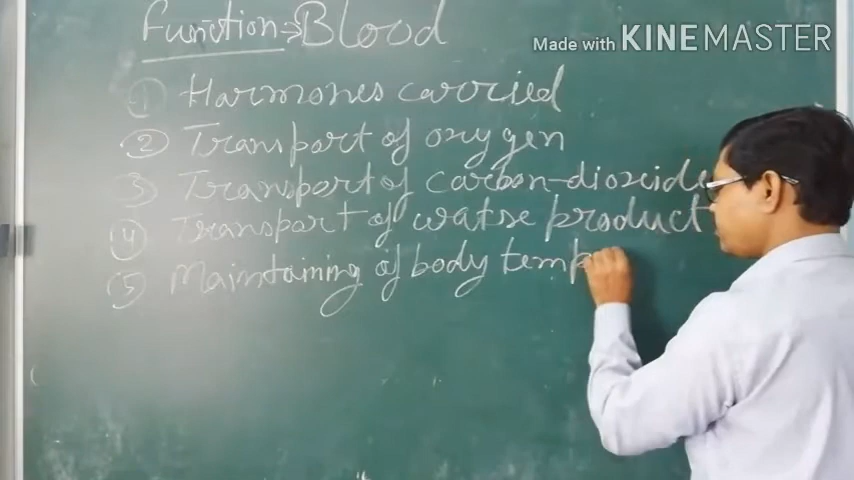 Function → Blood
Made with KINEMASTER
① Harmones carried
② Transport of oxygen
③ Transport of carbon-dioxide
④ Transport of watse product
⑤ Maintaining of body temp